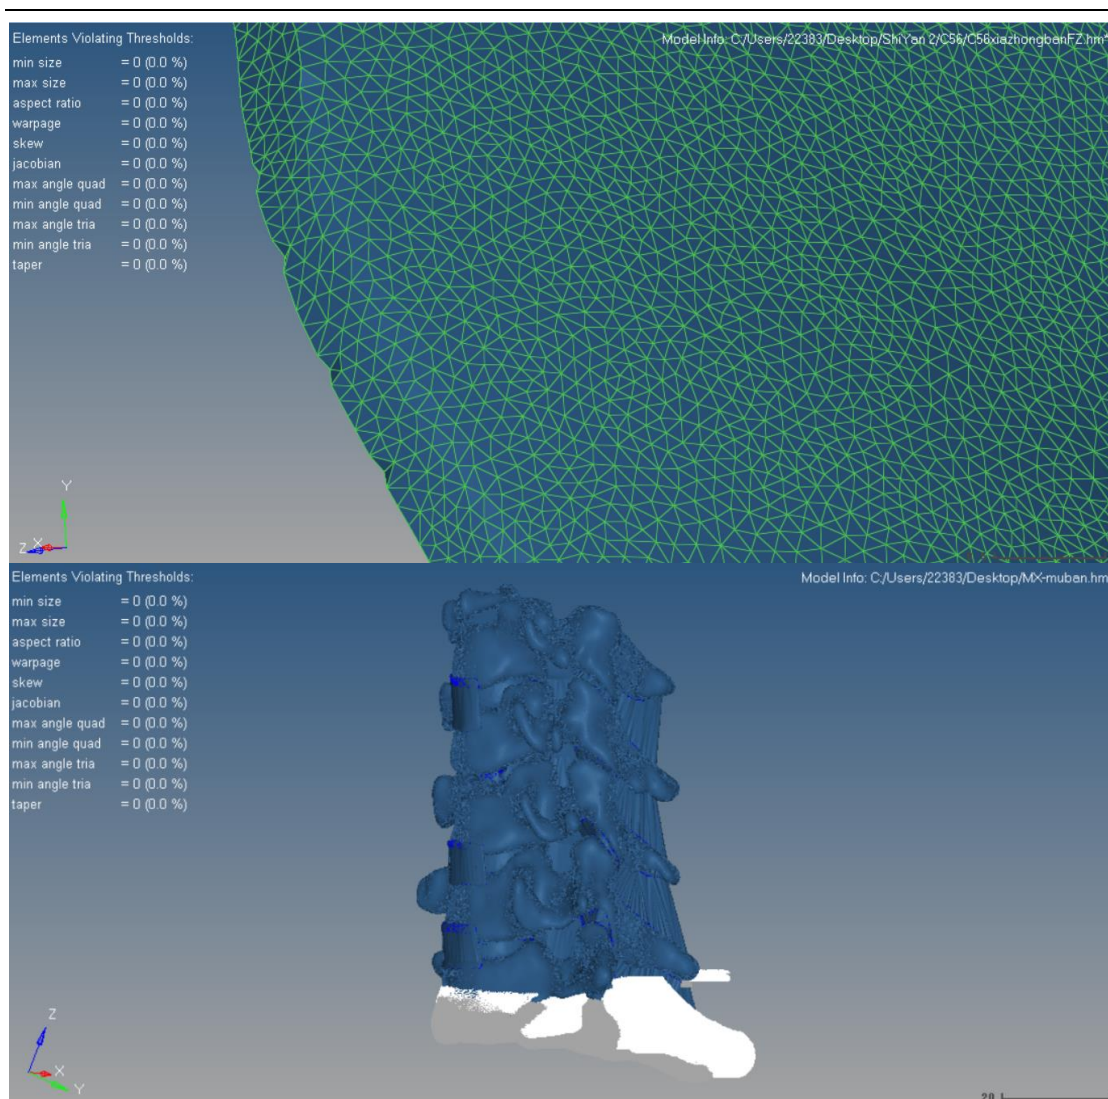 Elements Violating Thresholds:
Model Info: C:/Users/22383/Desktop/ShiYan 2/C56/C56xiazhongbanFZ.hm*
min size = 0 (0.0 %)
max size = 0 (0.0 %)
aspect ratio = 0 (0.0 %)
warpage = 0 (0.0 %)
skew = 0 (0.0 %)
jacobian = 0 (0.0 %)
max angle quad = 0 (0.0 %)
min angle quad = 0 (0.0 %)
max angle tria = 0 (0.0 %)
min angle tria = 0 (0.0 %)
taper = 0 (0.0 %)
Y
Z X
Elements Violating Thresholds:
Model Info: C:/Users/22383/Desktop/MX-muban.hm
min size = 0 (0.0 %)
max size = 0 (0.0 %)
aspect ratio = 0 (0.0 %)
warpage = 0 (0.0 %)
skew = 0 (0.0 %)
jacobian = 0 (0.0 %)
max angle quad = 0 (0.0 %)
min angle quad = 0 (0.0 %)
max angle tria = 0 (0.0 %)
min angle tria = 0 (0.0 %)
taper = 0 (0.0 %)
Z
X
Y